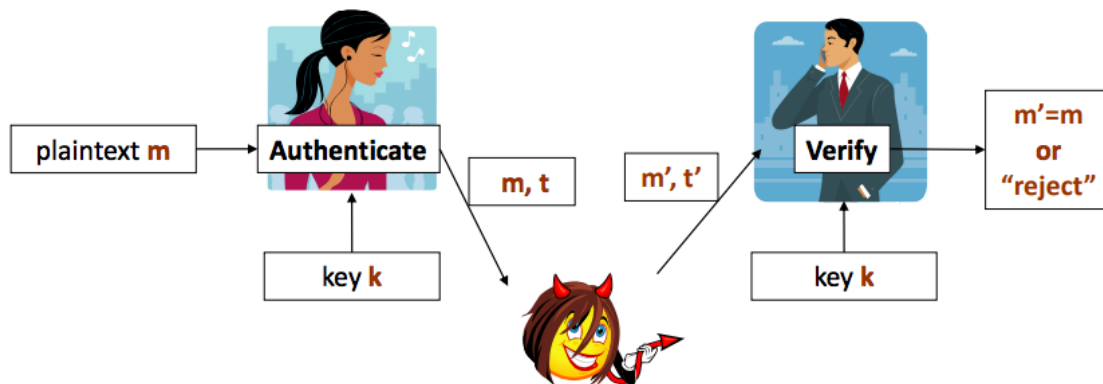 plaintext m
Authenticate
key k
m, t
m’, t’
Verify
key k
m’=m
or
“reject”